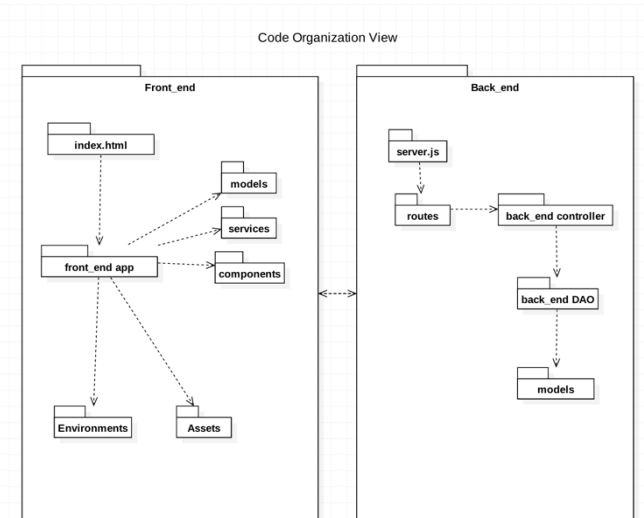 Code Organization View
Front_end
index.html
models
services
front_end app
components
Environments
Assets
Back_end
server.js
routes
back_end controller
back_end DAO
models